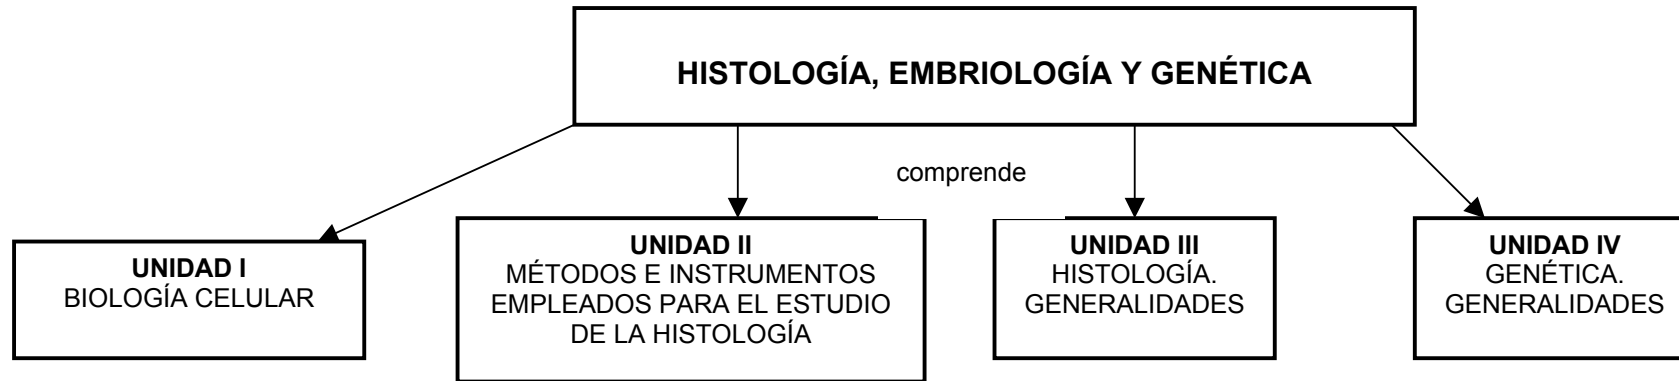 HISTOLOGÍA, EMBRIOLOGÍA Y GENÉTICA
comprende
UNIDAD I
BIOLOGÍA CELULAR
UNIDAD II
MÉTODOS E INSTRUMENTOS
EMPLEADOS PARA EL ESTUDIO
DE LA HISTOLOGÍA
UNIDAD III
HISTOLOGÍA.
GENERALIDADES
UNIDAD IV
GENÉTICA.
GENERALIDADES